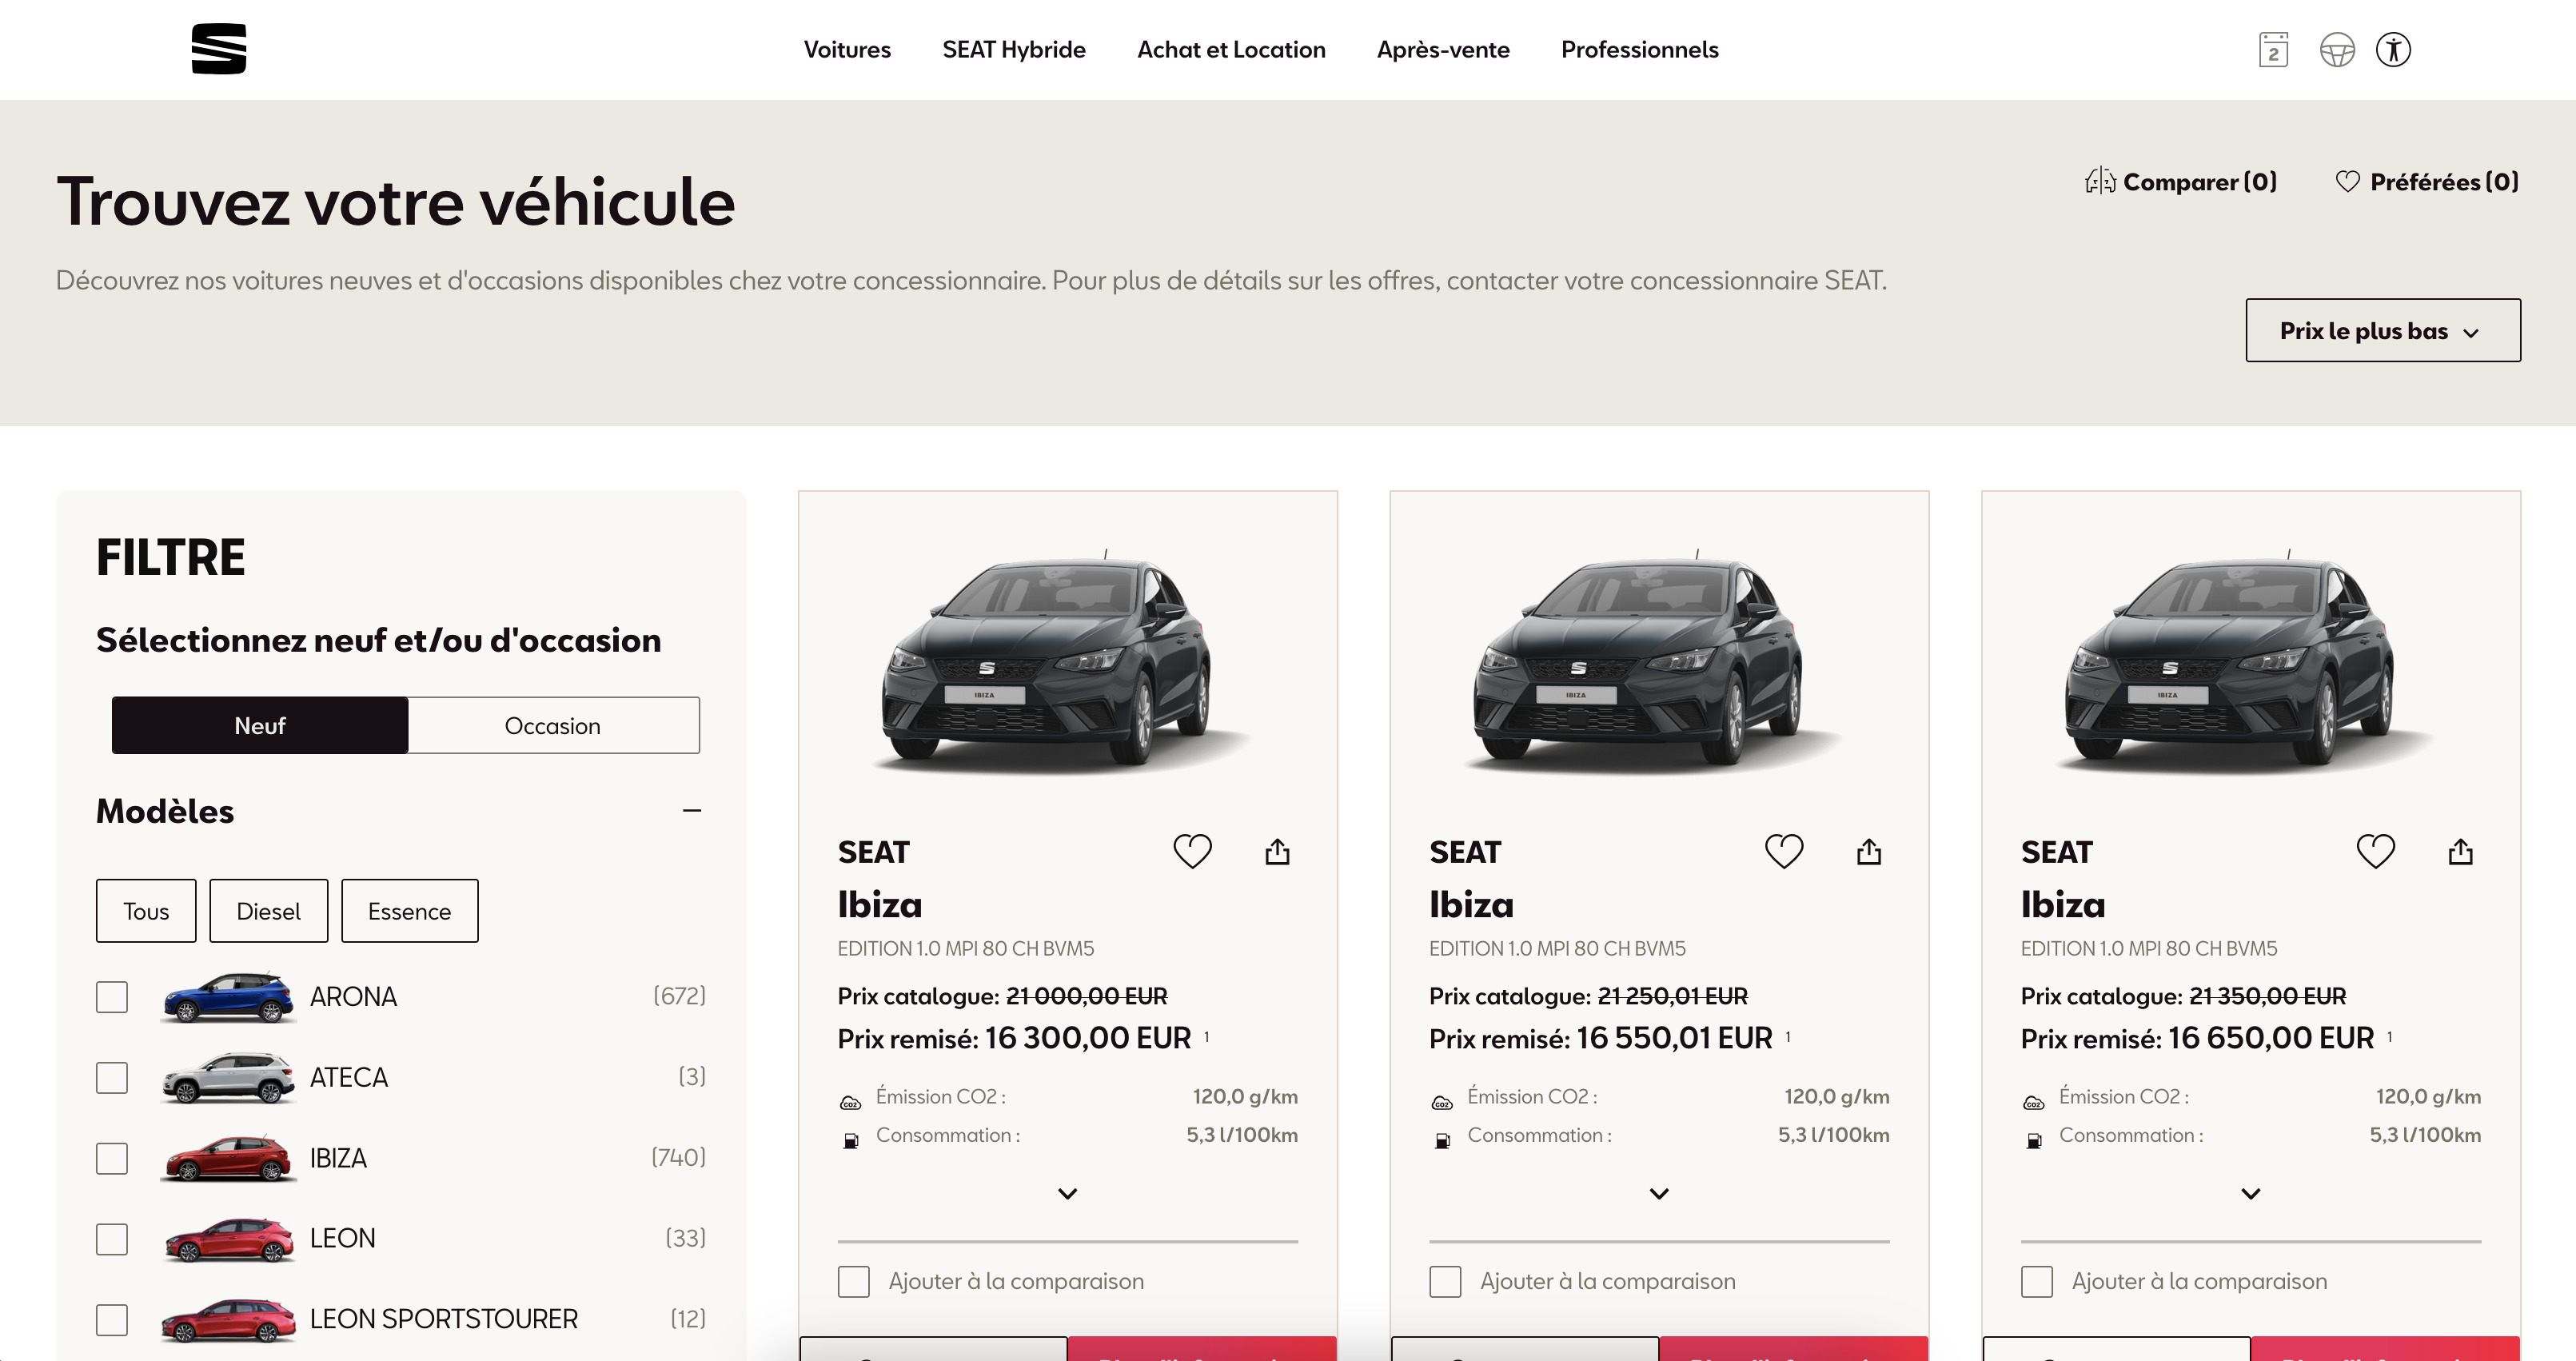 Voitures SEAT Hybride Achat et Location Après-vente Professionnels
2
Trouvez votre véhicule
Comparer (0) Préférées (0)
Découvrez nos voitures neuves et d'occasions disponibles chez votre concessionnaire. Pour plus de détails sur les offres, contacter votre concessionnaire SEAT.
Prix le plus bas
FILTRE
Sélectionnez neuf et/ou d'occasion
Neuf Occasion
Modèles
Tous Diesel Essence
ARONA (672)
ATECA (3)
IBIZA (740)
LEON (33)
LEON SPORTSTOURER (12)
IBIZA
SEAT
Ibiza
EDITION 1.0 MPI 80 CH BVM5
Prix catalogue: 21 000,00 EUR
Prix remisé: 16 300,00 EUR 1
CO2 Émission CO2 : 120,0 g/km
Consommation : 5,3 l/100km
Ajouter à la comparaison
IBIZA
SEAT
Ibiza
EDITION 1.0 MPI 80 CH BVM5
Prix catalogue: 21 250,01 EUR
Prix remisé: 16 550,01 EUR 1
CO2 Émission CO2 : 120,0 g/km
Consommation : 5,3 l/100km
Ajouter à la comparaison
IBIZA
SEAT
Ibiza
EDITION 1.0 MPI 80 CH BVM5
Prix catalogue: 21 350,00 EUR
Prix remisé: 16 650,00 EUR 1
CO2 Émission CO2 : 120,0 g/km
Consommation : 5,3 l/100km
Ajouter à la comparaison